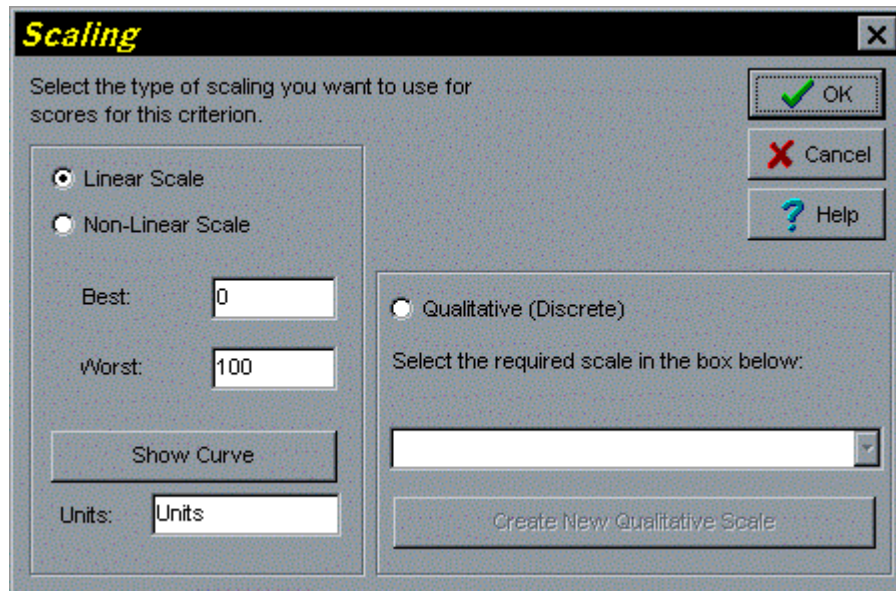 Scaling
Select the type of scaling you want to use for
scores for this criterion.
OK
Cancel
? Help
Linear Scale
Non-Linear Scale
Best: 0
Worst: 100
Show Curve
Units: Units
Qualitative (Discrete)
Select the required scale in the box below:
Create New Qualitative Scale